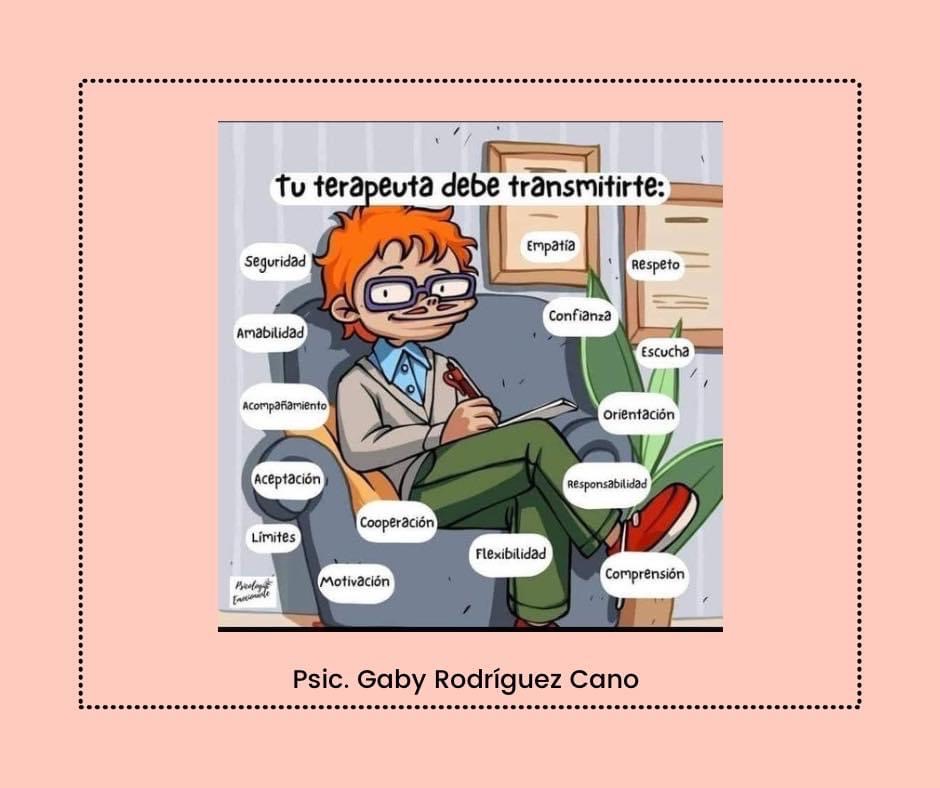 Tu terapeuta debe transmitirte:
Empatía
Seguridad
Respeto
Confianza
Amabilidad
Escucha
Acompañamiento
Orientación
Aceptación
Responsabilidad
Cooperación
Límites
Flexibilidad
Comprensión
Motivación
Psicología
Emocionante
Psic. Gaby Rodríguez Cano